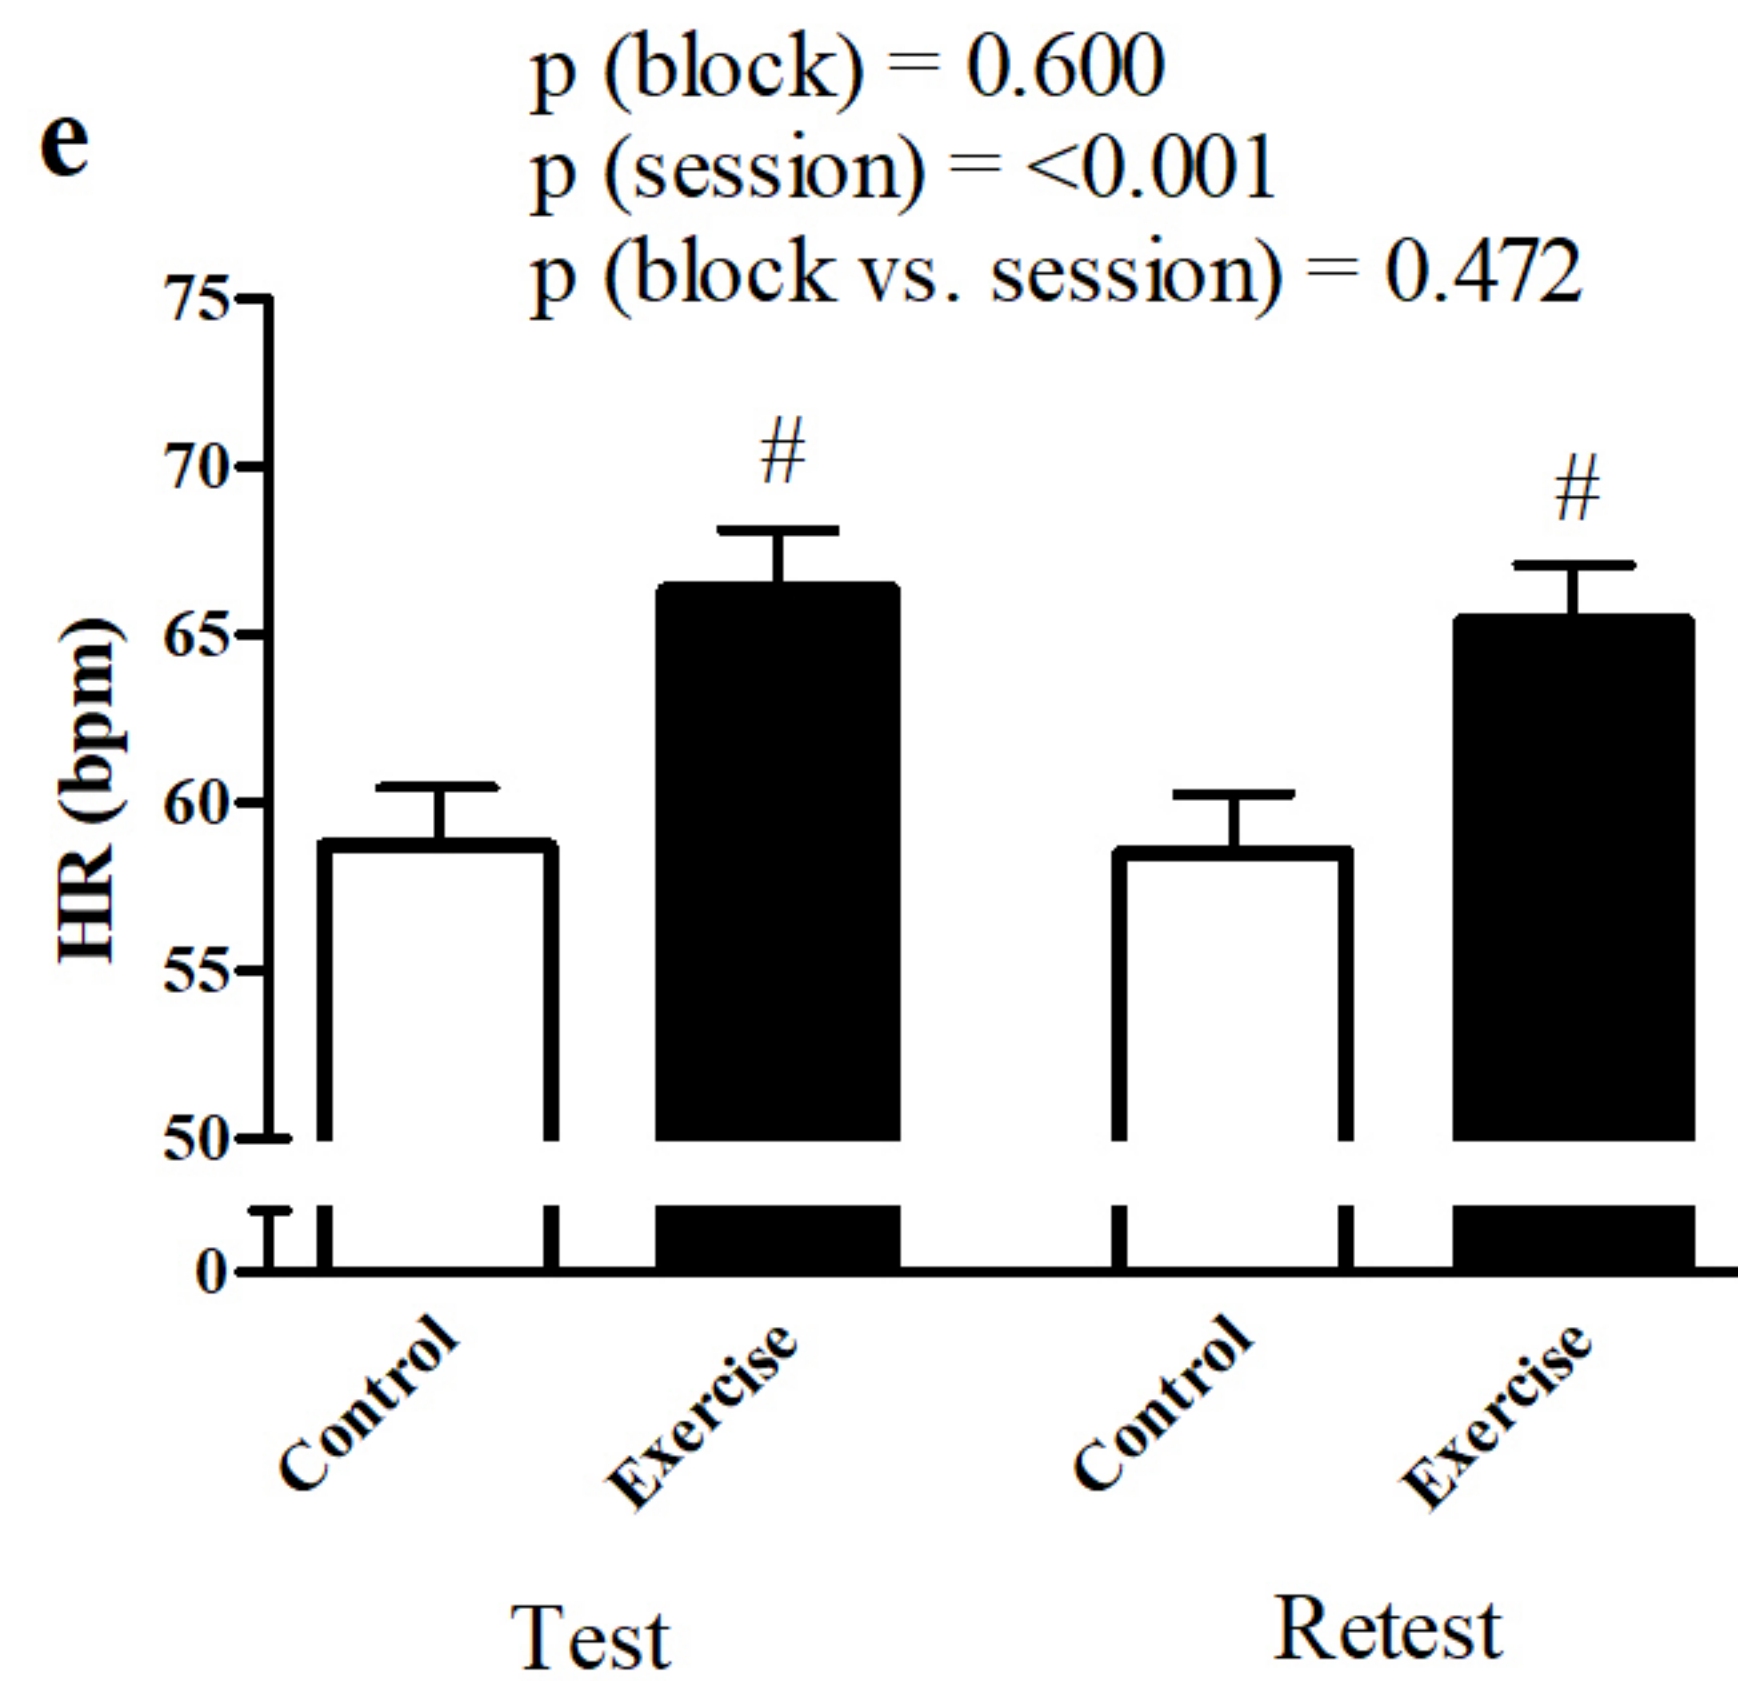 e
p (block) = 0.600
p (session) = <0.001
p (block vs. session) = 0.472
HR (bpm)
75
70
65
60
55
50
0
#
#
Control
Exercise
Control
Exercise
Test
Retest